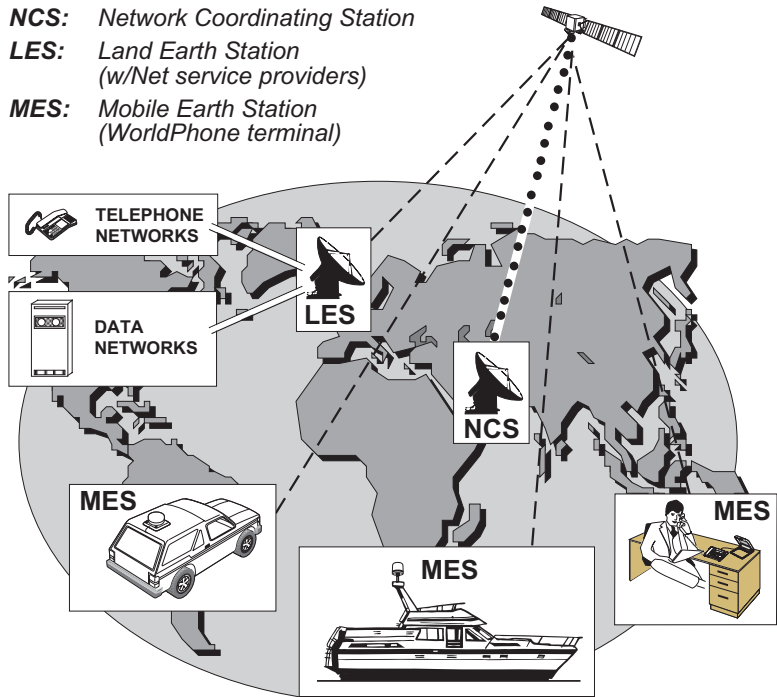 NCS: Network Coordinating Station
LES: Land Earth Station
(w/Net service providers)
MES: Mobile Earth Station
(WorldPhone terminal)
TELEPHONE
NETWORKS
LES
DATA
NETWORKS
NCS
MES
MES
MES